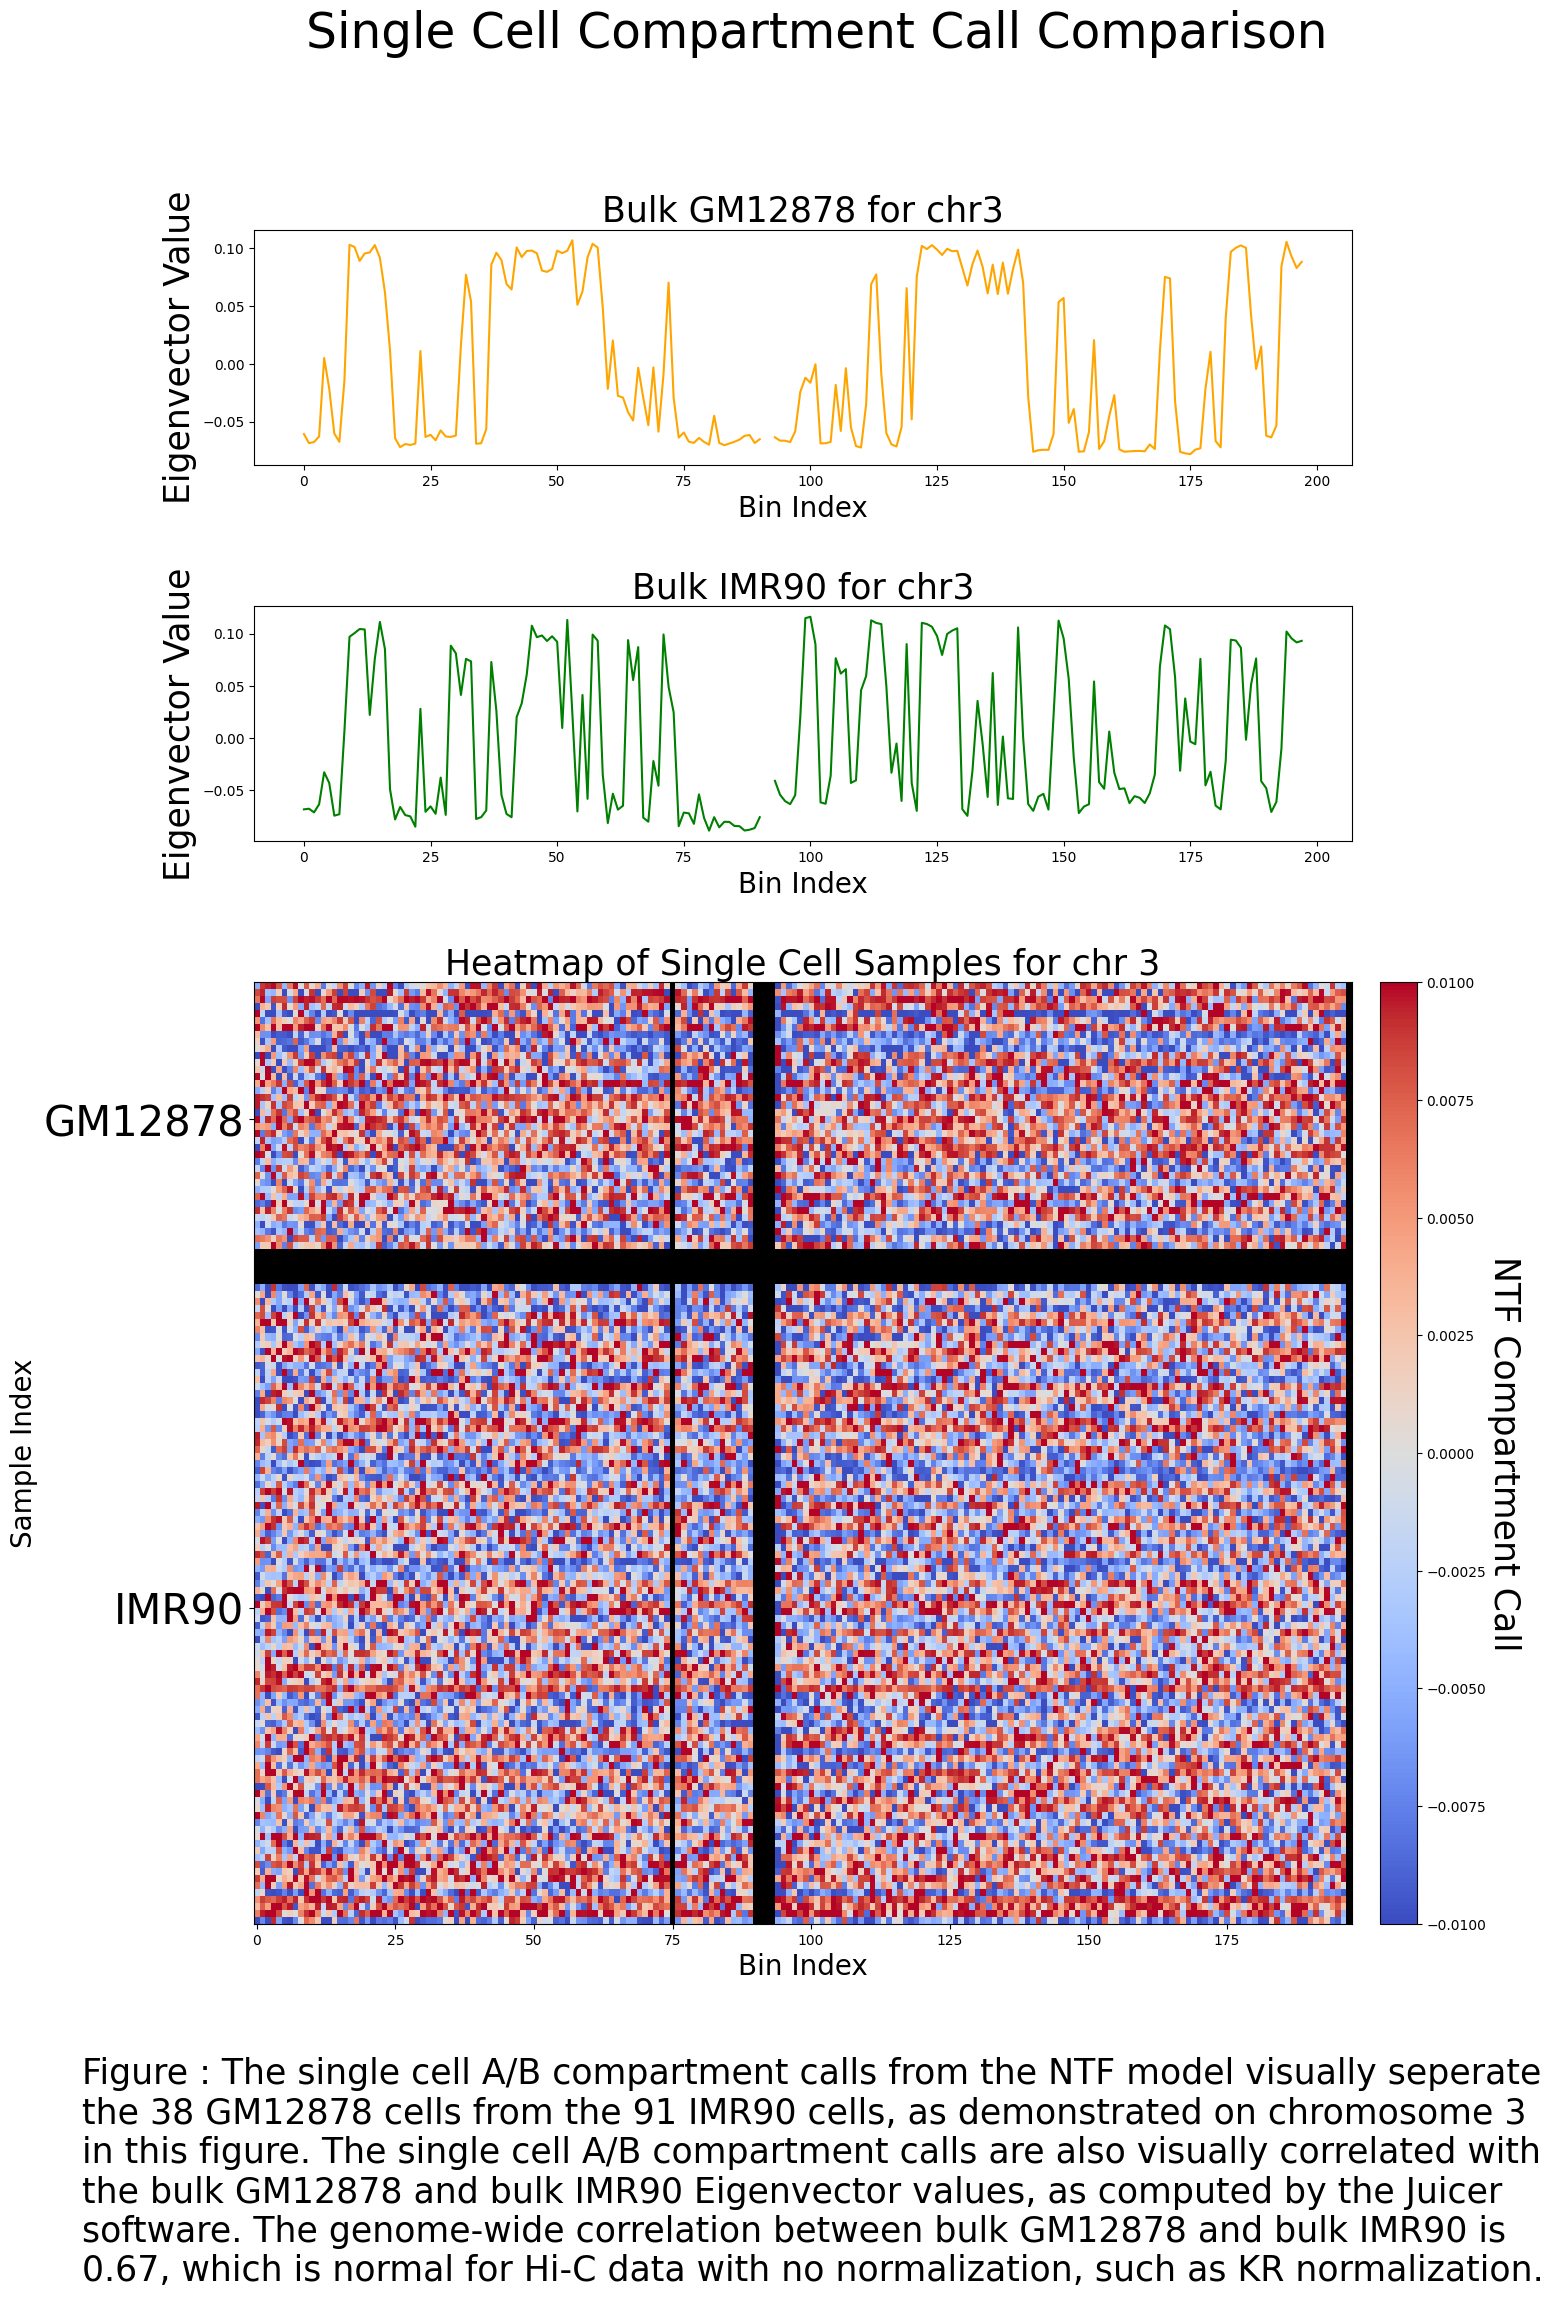 Single Cell Compartment Call Comparison
Bulk GM12878 for chr3
Eigenvector Value
0.10
0.05
0.00
−0.05
0 25 50 75 100 125 150 175 200
Bin Index
Bulk IMR90 for chr3
Eigenvector Value
0.10
0.05
0.00
−0.05
0 25 50 75 100 125 150 175 200
Bin Index
Heatmap of Single Cell Samples for chr 3
Sample Index
GM12878
IMR90
0 25 50 75 100 125 150 175
Bin Index
0.0100
0.0075
0.0050
0.0025
0.0000
−0.0025
−0.0050
−0.0075
−0.0100
NTF Compartment Call
Figure : The single cell A/B compartment calls from the NTF model visually seperate
the 38 GM12878 cells from the 91 IMR90 cells, as demonstrated on chromosome 3
in this figure. The single cell A/B compartment calls are also visually correlated with
the bulk GM12878 and bulk IMR90 Eigenvector values, as computed by the Juicer
software. The genome-wide correlation between bulk GM12878 and bulk IMR90 is
0.67, which is normal for Hi-C data with no normalization, such as KR normalization.